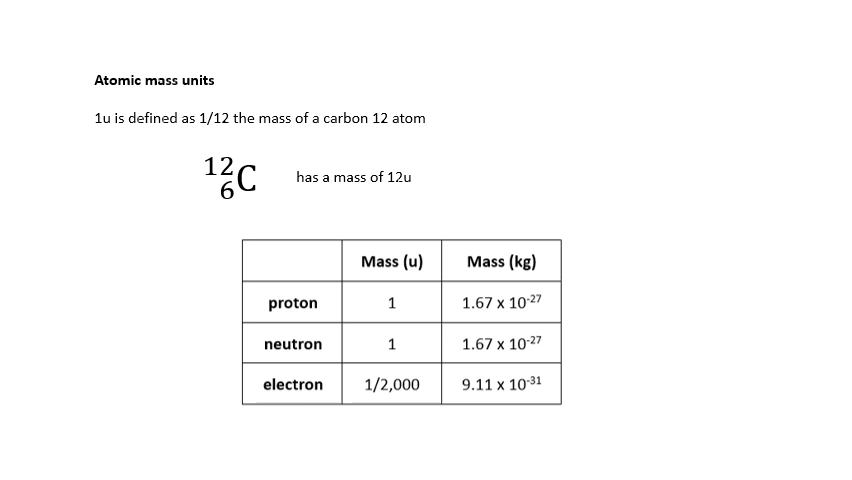 Atomic mass units
1u is defined as 1/12 the mass of a carbon 12 atom
¹²₆C has a mass of 12u
Mass (u) Mass (kg)
proton 1 1.67 x 10⁻²⁷
neutron 1 1.67 x 10⁻²⁷
electron 1/2,000 9.11 x 10⁻³¹